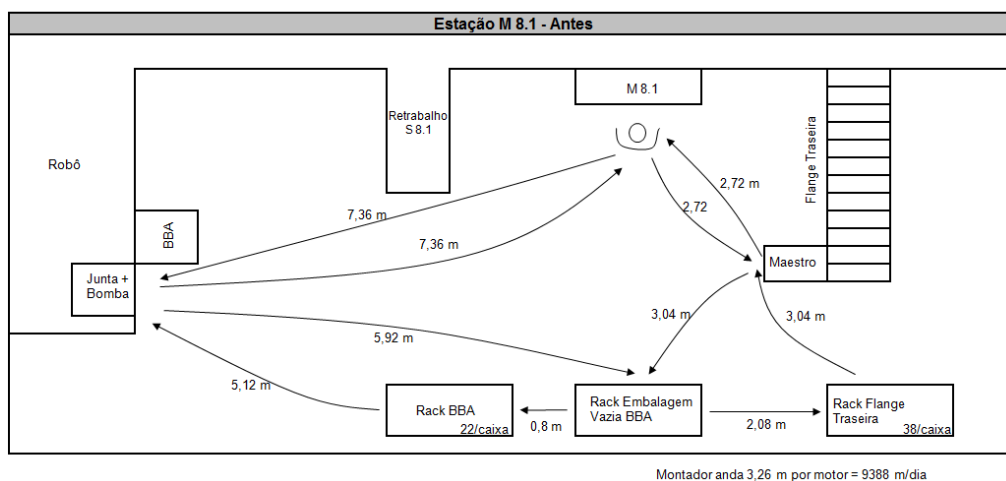 Estação M 8.1 - Antes
M 8.1
Retrabalho
S 8.1
Robô
Flange Traseira
2,72 m
7,36 m
2,72
BBA
7,36 m
Maestro
Junta +
Bomba
3,04 m
3,04 m
5,92 m
5,12 m
Rack BBA
22/caixa
0,8 m
Rack Embalagem
Vazia BBA
2,08 m
Rack Flange
Traseira
38/caixa
Montador anda 3,26 m por motor = 9388 m/dia